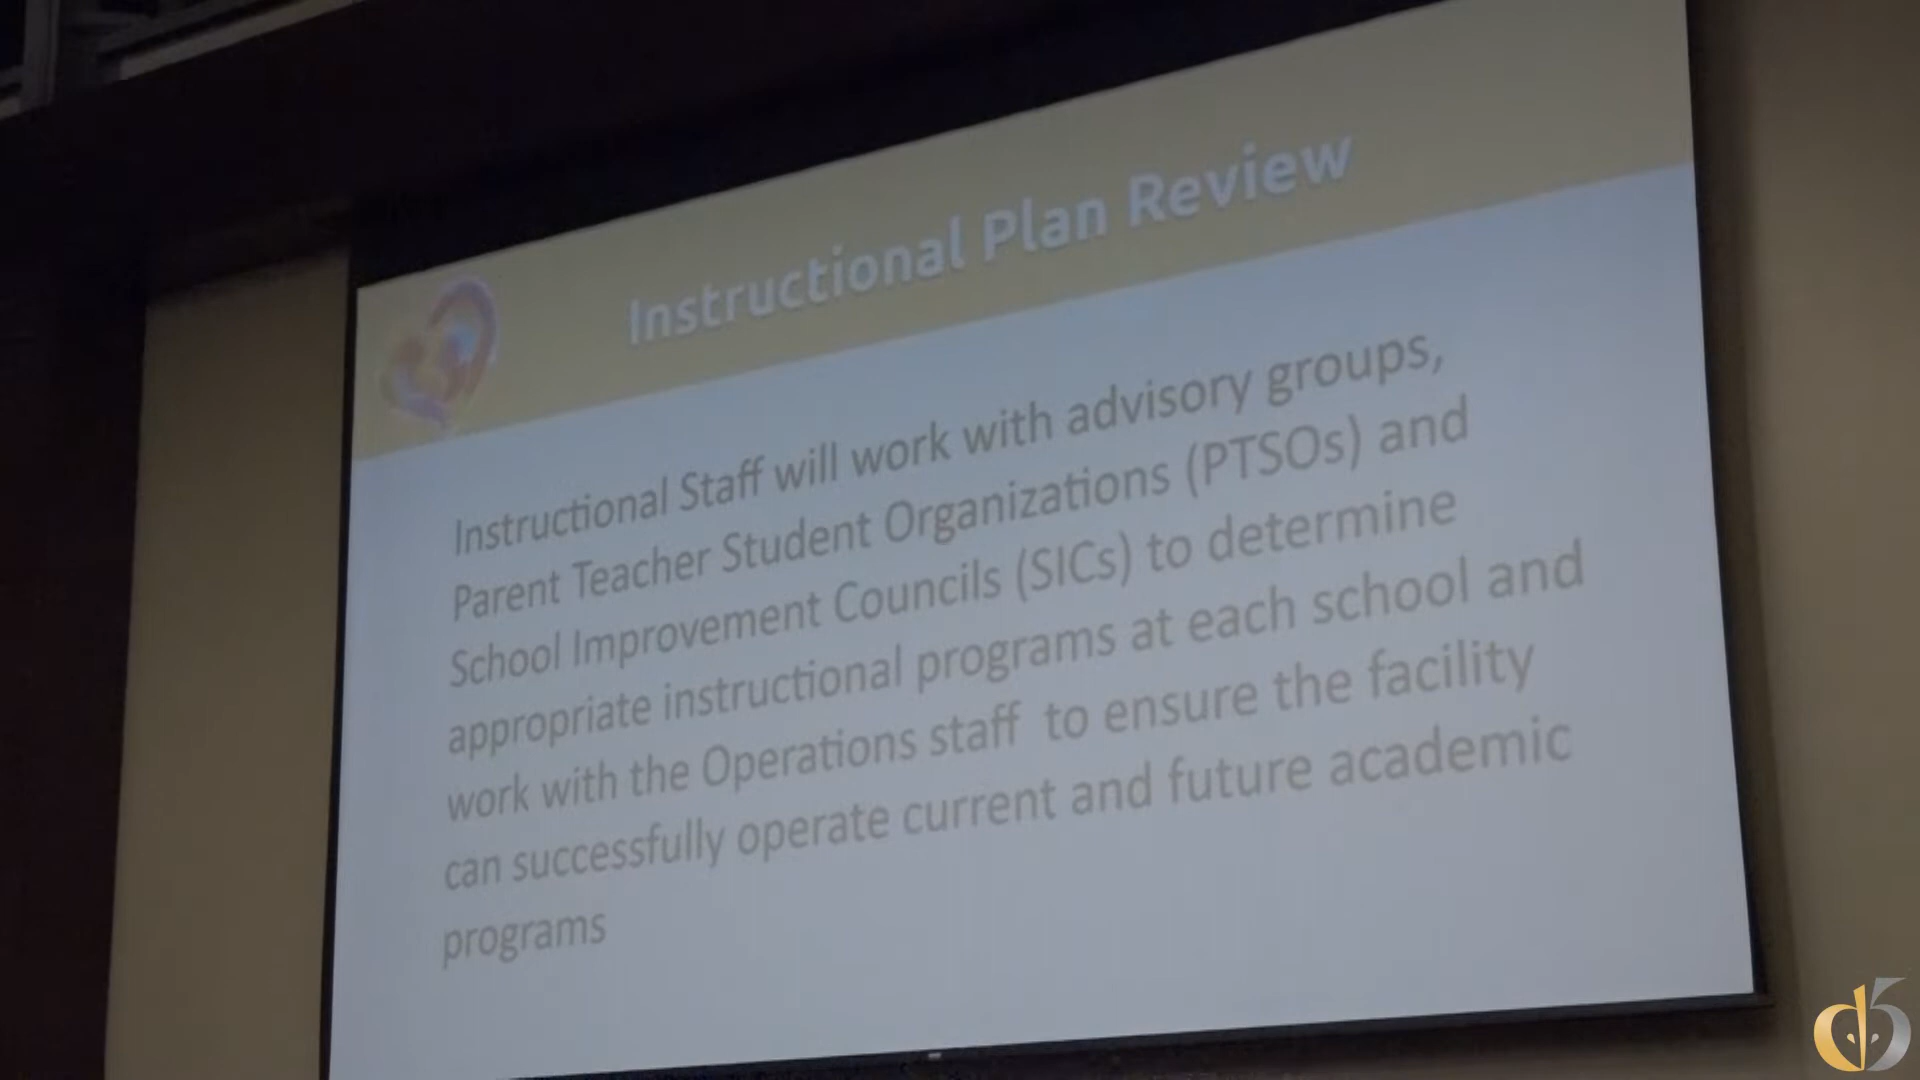 Instructional Plan Review
Instructional Staff will work with advisory groups,
Parent Teacher Student Organizations (PTSOs) and
School Improvement Councils (SICs) to determine
appropriate instructional programs at each school and
work with the Operations staff to ensure the facility
can successfully operate current and future academic
programs
d5